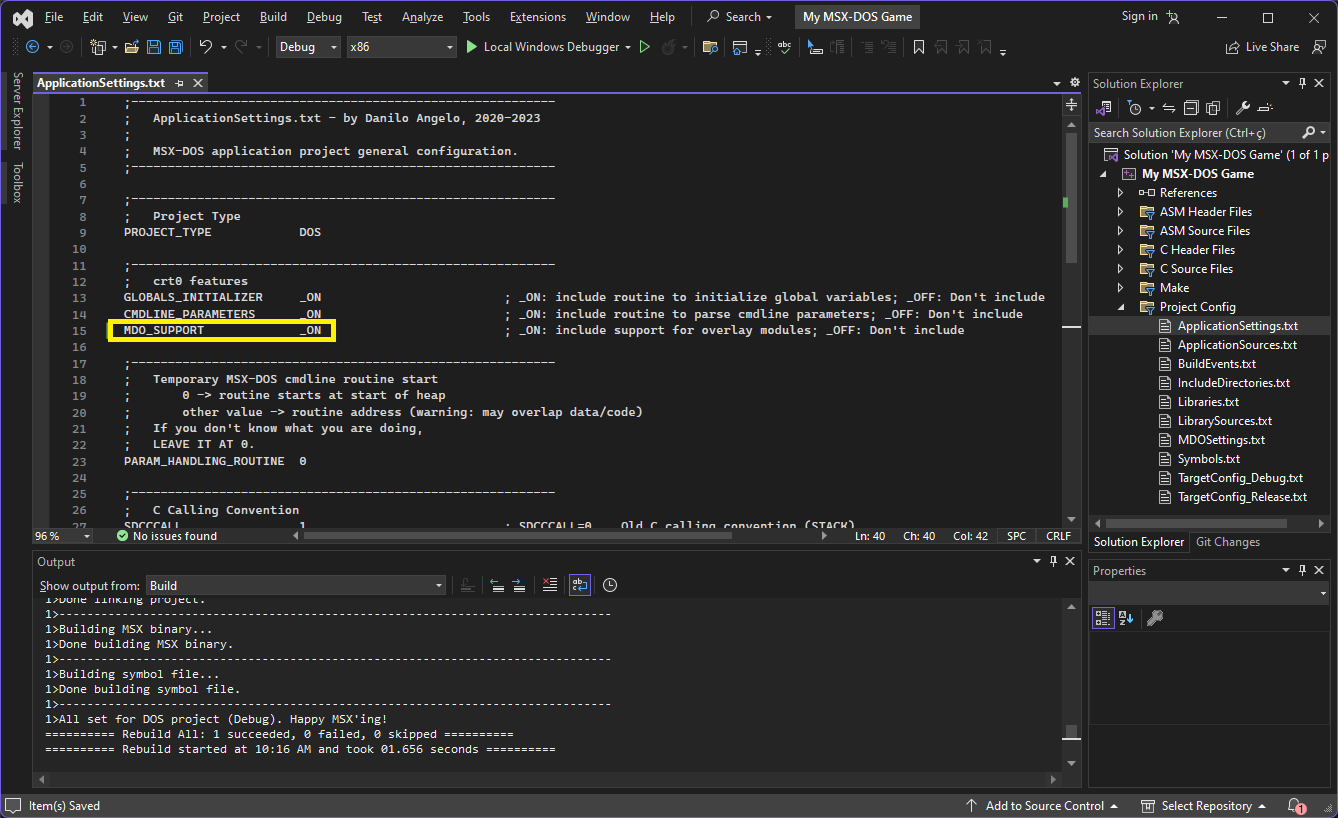 File Edit View Git Project Build Debug Test Analyze Tools Extensions Window Help Search My MSX-DOS Game Sign in
Debug x86 Local Windows Debugger Live Share
Server Explorer
Toolbox
ApplicationSettings.txt
1 ;----------------------------------------------------------
2 ; ApplicationSettings.txt - by Danilo Angelo, 2020-2023
3 ;
4 ; MSX-DOS application project general configuration.
5 ;----------------------------------------------------------
6
7 ;----------------------------------------------------------
8 ; Project Type
9 PROJECT_TYPE DOS
10
11 ;----------------------------------------------------------
12 ; crt0 features
13 GLOBALS_INITIALIZER _ON ; _ON: include routine to initialize global variables; _OFF: Don't include
14 CMDLINE_PARAMETERS _ON ; _ON: include routine to parse cmdline parameters; _OFF: Don't include
15 MDO_SUPPORT _ON ; _ON: include support for overlay modules; _OFF: Don't include
16
17 ;----------------------------------------------------------
18 ; Temporary MSX-DOS cmdline routine start
19 ; 0 -> routine starts at start of heap
20 ; other value -> routine address (warning: may overlap data/code)
21 ; If you don't know what you are doing,
22 ; LEAVE IT AT 0.
23 PARAM_HANDLING_ROUTINE 0
24
25 ;----------------------------------------------------------
26 ; C Calling Convention
27 SDCCCALL 1 ; SDCCCALL=0 Old C calling convention (STACK)
96 % No issues found Ln: 40 Ch: 40 Col: 42 SPC CRLF
Output
Show output from: Build
1>Done linking project.
1>---------------------------------------------------------------------------
1>Building MSX binary...
1>Done building MSX binary.
1>---------------------------------------------------------------------------
1>Building symbol file...
1>Done building symbol file.
1>---------------------------------------------------------------------------
1>All set for DOS project (Debug). Happy MSX'ing!
========== Rebuild All: 1 succeeded, 0 failed, 0 skipped ==========
========== Rebuild started at 10:16 AM and took 01.656 seconds ==========
Solution Explorer
Search Solution Explorer (Ctrl+ç)
Solution 'My MSX-DOS Game' (1 of 1 p
My MSX-DOS Game
References
ASM Header Files
ASM Source Files
C Header Files
C Source Files
Make
Project Config
ApplicationSettings.txt
ApplicationSources.txt
BuildEvents.txt
IncludeDirectories.txt
Libraries.txt
LibrarySources.txt
MDOSettings.txt
Symbols.txt
TargetConfig_Debug.txt
TargetConfig_Release.txt
Solution Explorer Git Changes
Properties
Item(s) Saved Add to Source Control Select Repository 1